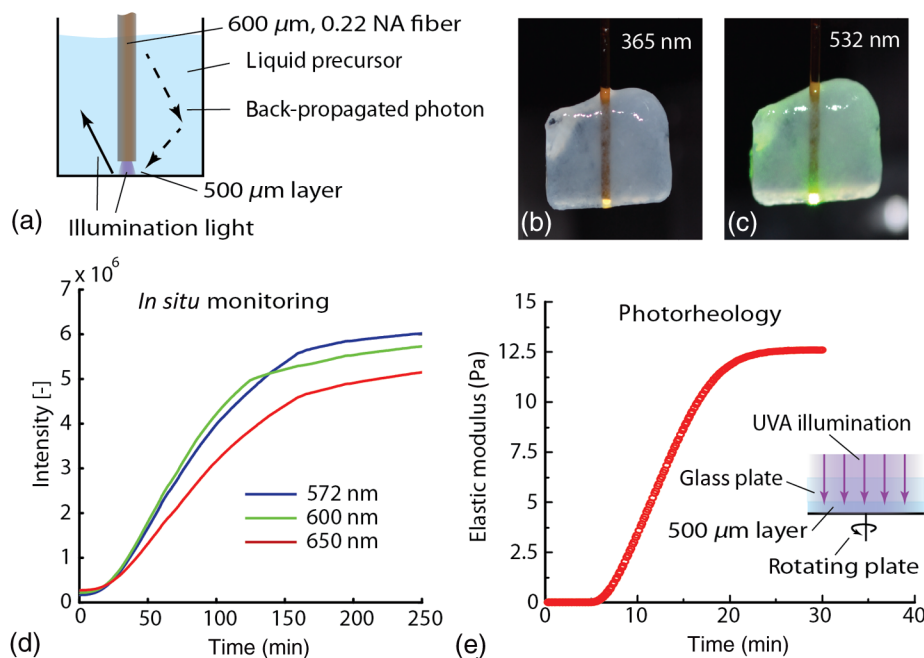 600 µm, 0.22 NA fiber
Liquid precursor
Back-propagated photon
500 µm layer
Illumination light
(a)
365 nm
(b)
532 nm
(c)
7 x 10⁶
In situ monitoring
6
5
4
3
2
1
0
Intensity [-]
572 nm
600 nm
650 nm
0 50 100 150 200 250
Time (min)
(d)
Photorheology
15.0
12.5
10.0
7.5
5.0
2.5
0
Elastic modulus (Pa)
UVA illumination
Glass plate
500 µm layer
Rotating plate
0 10 20 30 40
Time (min)
(e)